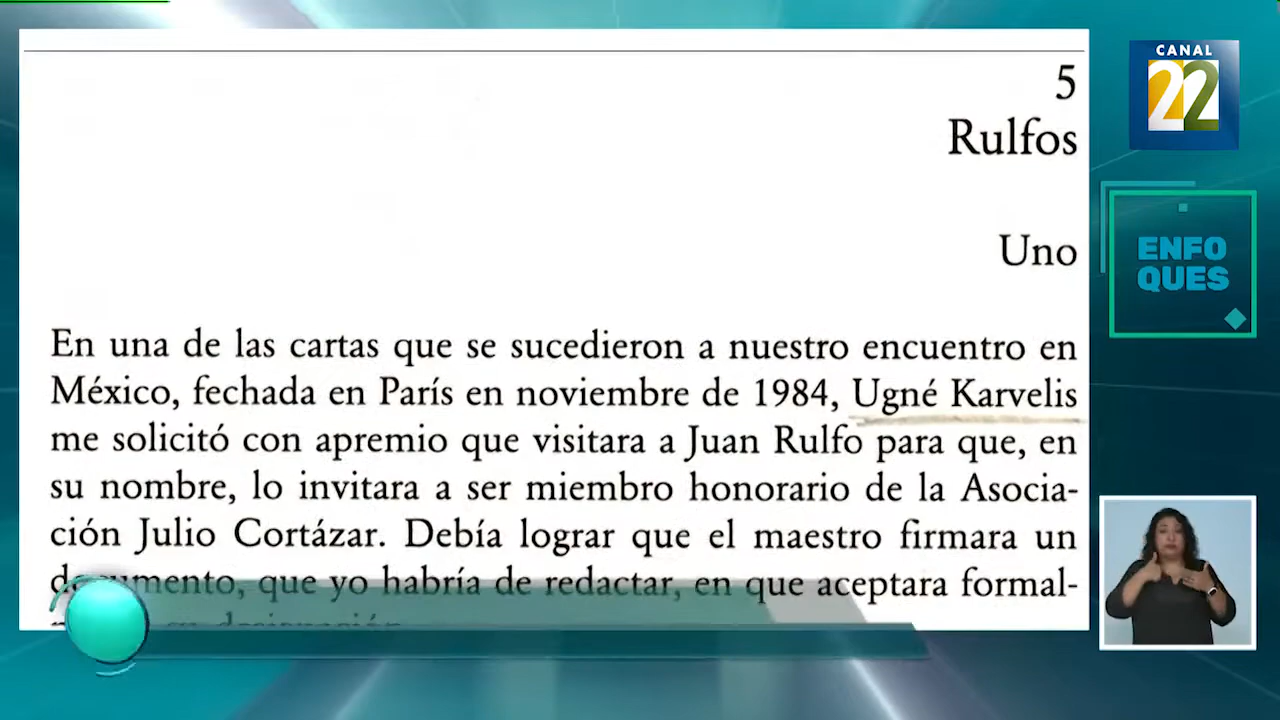 5
Rulfos
Uno
En una de las cartas que se sucedieron a nuestro encuentro en
México, fechada en París en noviembre de 1984, Ugné Karvelis
me solicitó con apremio que visitara a Juan Rulfo para que, en
su nombre, lo invitara a ser miembro honorario de la Asocia-
ción Julio Cortázar. Debía lograr que el maestro firmara un
documento, que yo habría de redactar, en que aceptara formal-
su designación.
CANAL
22
ENFO
QUES